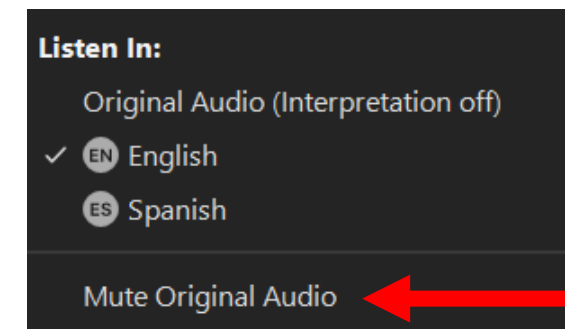 Listen In:
Original Audio (Interpretation off)
EN English
ES Spanish
Mute Original Audio